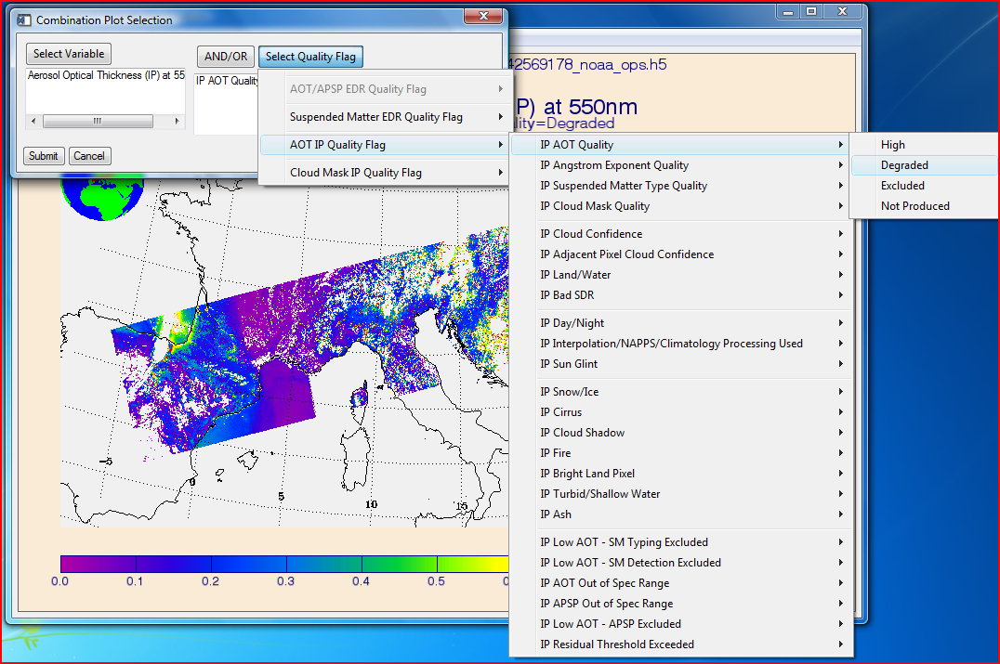 Combination Plot Selection
Select Variable
AND/OR
Select Quality Flag
Aerosol Optical Thickness (IP) at 55
IP AOT Quality
Submit
Cancel
AOT/APSP EDR Quality Flag
Suspended Matter EDR Quality Flag
AOT IP Quality Flag
Cloud Mask IP Quality Flag
42569178_noaa_ops.h5
P) at 550nm
lity=Degraded
IP AOT Quality
IP Angstrom Exponent Quality
IP Suspended Matter Type Quality
IP Cloud Mask Quality
IP Cloud Confidence
IP Adjacent Pixel Cloud Confidence
IP Land/Water
IP Bad SDR
IP Day/Night
IP Interpolation/NAPPS/Climatology Processing Used
IP Sun Glint
IP Snow/Ice
IP Cirrus
IP Cloud Shadow
IP Fire
IP Bright Land Pixel
IP Turbid/Shallow Water
IP Ash
IP Low AOT - SM Typing Excluded
IP Low AOT - SM Detection Excluded
IP AOT Out of Spec Range
IP APSP Out of Spec Range
IP Low AOT - APSP Excluded
IP Residual Threshold Exceeded
High
Degraded
Excluded
Not Produced
-5
0
5
10
15
0.0 0.1 0.2 0.3 0.4 0.5 0